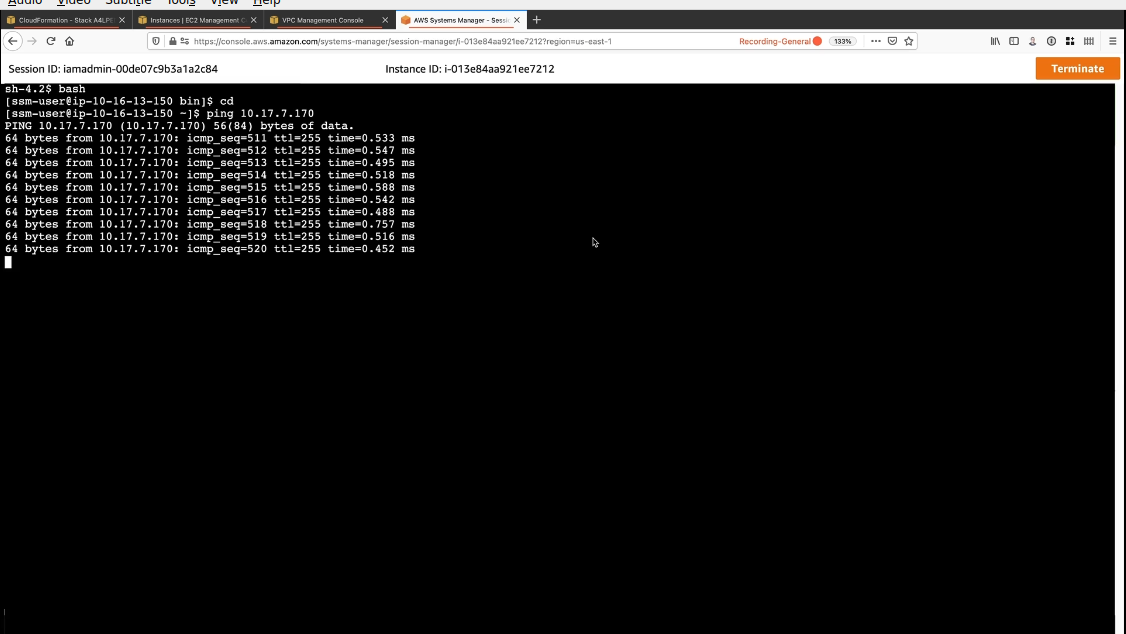 Audio Video Subtitle Tools View Help
CloudFormation - Stack A4LPE
Instances | EC2 Management C
VPC Management Console
AWS Systems Manager - Sessi
https://console.aws.amazon.com/systems-manager/session-manager/i-013e84aa921ee7212?region=us-east-1
Recording-General
133%
Session ID: iamadmin-00de07c9b3a1a2c84
Instance ID: i-013e84aa921ee7212
Terminate
sh-4.2$ bash
[ssm-user@ip-10-16-13-150 bin]$ cd
[ssm-user@ip-10-16-13-150 ~]$ ping 10.17.7.170
PING 10.17.7.170 (10.17.7.170) 56(84) bytes of data.
64 bytes from 10.17.7.170: icmp_seq=511 ttl=255 time=0.533 ms
64 bytes from 10.17.7.170: icmp_seq=512 ttl=255 time=0.547 ms
64 bytes from 10.17.7.170: icmp_seq=513 ttl=255 time=0.495 ms
64 bytes from 10.17.7.170: icmp_seq=514 ttl=255 time=0.518 ms
64 bytes from 10.17.7.170: icmp_seq=515 ttl=255 time=0.588 ms
64 bytes from 10.17.7.170: icmp_seq=516 ttl=255 time=0.542 ms
64 bytes from 10.17.7.170: icmp_seq=517 ttl=255 time=0.488 ms
64 bytes from 10.17.7.170: icmp_seq=518 ttl=255 time=0.757 ms
64 bytes from 10.17.7.170: icmp_seq=519 ttl=255 time=0.516 ms
64 bytes from 10.17.7.170: icmp_seq=520 ttl=255 time=0.452 ms